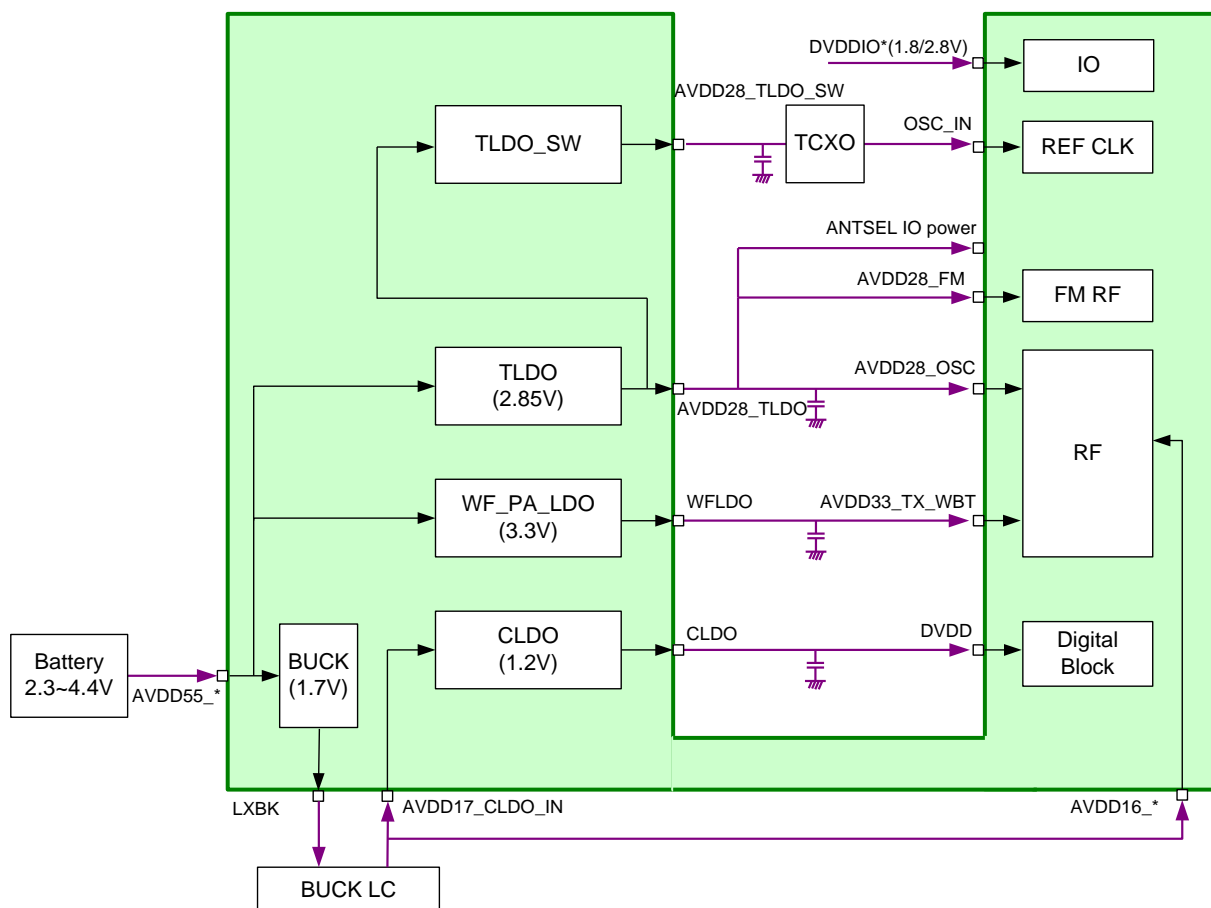 DVDDIO*(1.8/2.8V)
IO
AVDD28_TLDO_SW
TLDO_SW
TCXO
OSC_IN
REF CLK
ANTSEL IO power
AVDD28_FM
FM RF
TLDO
(2.85V)
AVDD28_TLDO
AVDD28_OSC
RF
WF_PA_LDO
(3.3V)
WFLDO
AVDD33_TX_WBT
Battery
2.3~4.4V
AVDD55_*
BUCK
(1.7V)
CLDO
(1.2V)
CLDO
DVDD
Digital
Block
LXBK
AVDD17_CLDO_IN
AVDD16_*
BUCK LC